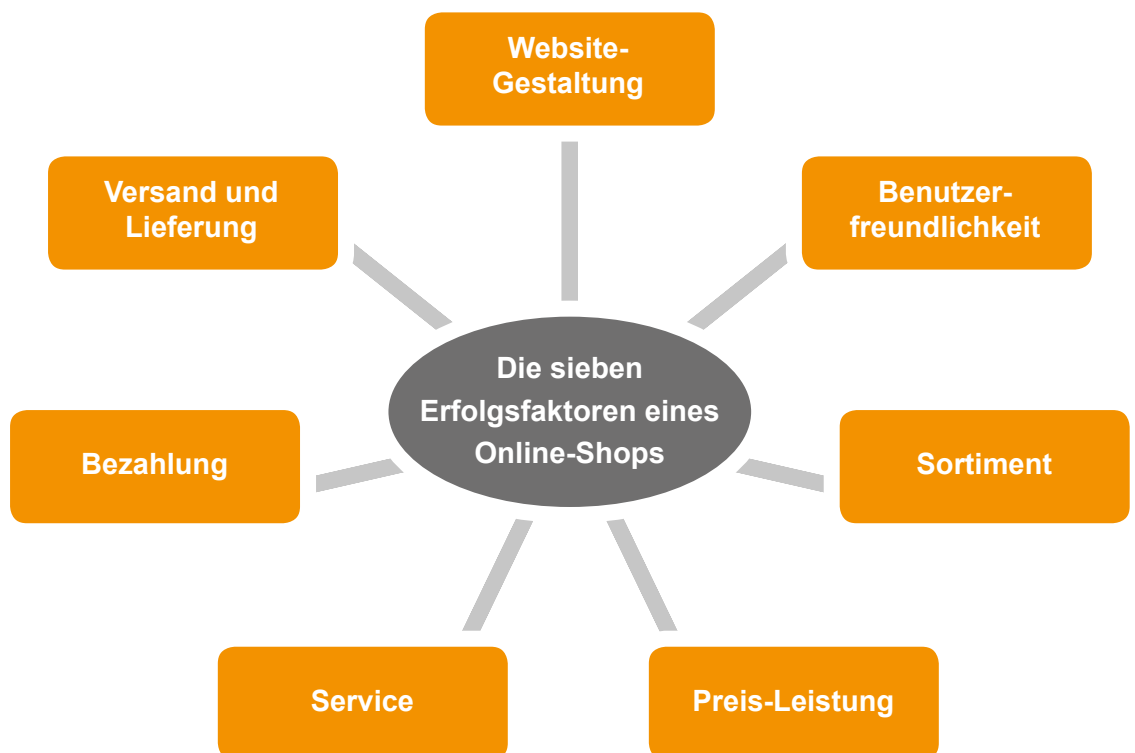 Website-
Gestaltung
Versand und
Lieferung
Benutzer-
freundlichkeit
Die sieben
Erfolgsfaktoren eines
Online-Shops
Bezahlung
Sortiment
Service
Preis-Leistung